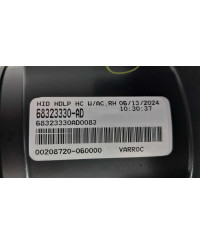 HID HDLP HC W/AC,RH 06/13/2024
10:30:37
68323330-AD
68323330AD0083
00208720-060000 VARROC